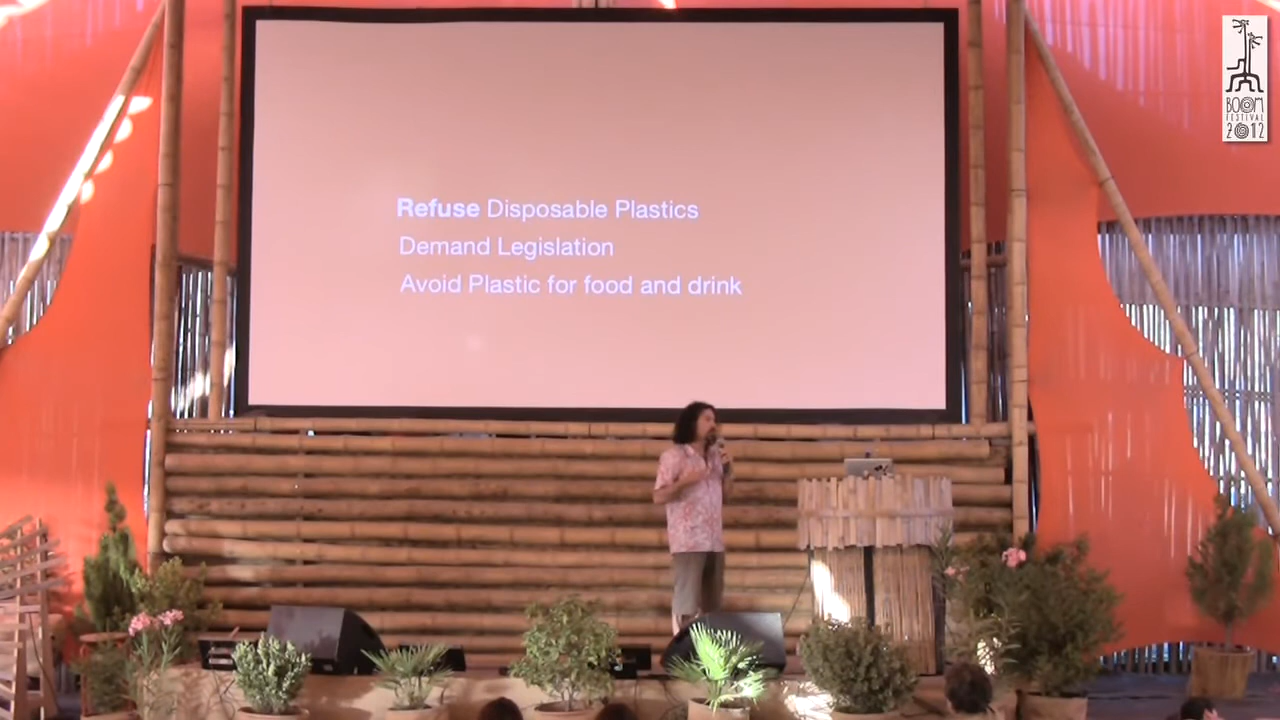 Refuse Disposable Plastics
Demand Legislation
Avoid Plastic for food and drink
BOOM
FESTIVAL
2012